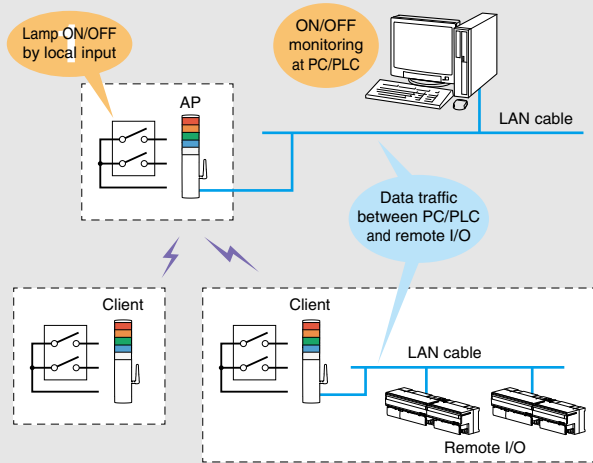 Lamp ON/OFF
by local input
ON/OFF
monitoring
at PC/PLC
AP
LAN cable
Data traffic
between PC/PLC
and remote I/O
Client
Client
LAN cable
Remote I/O